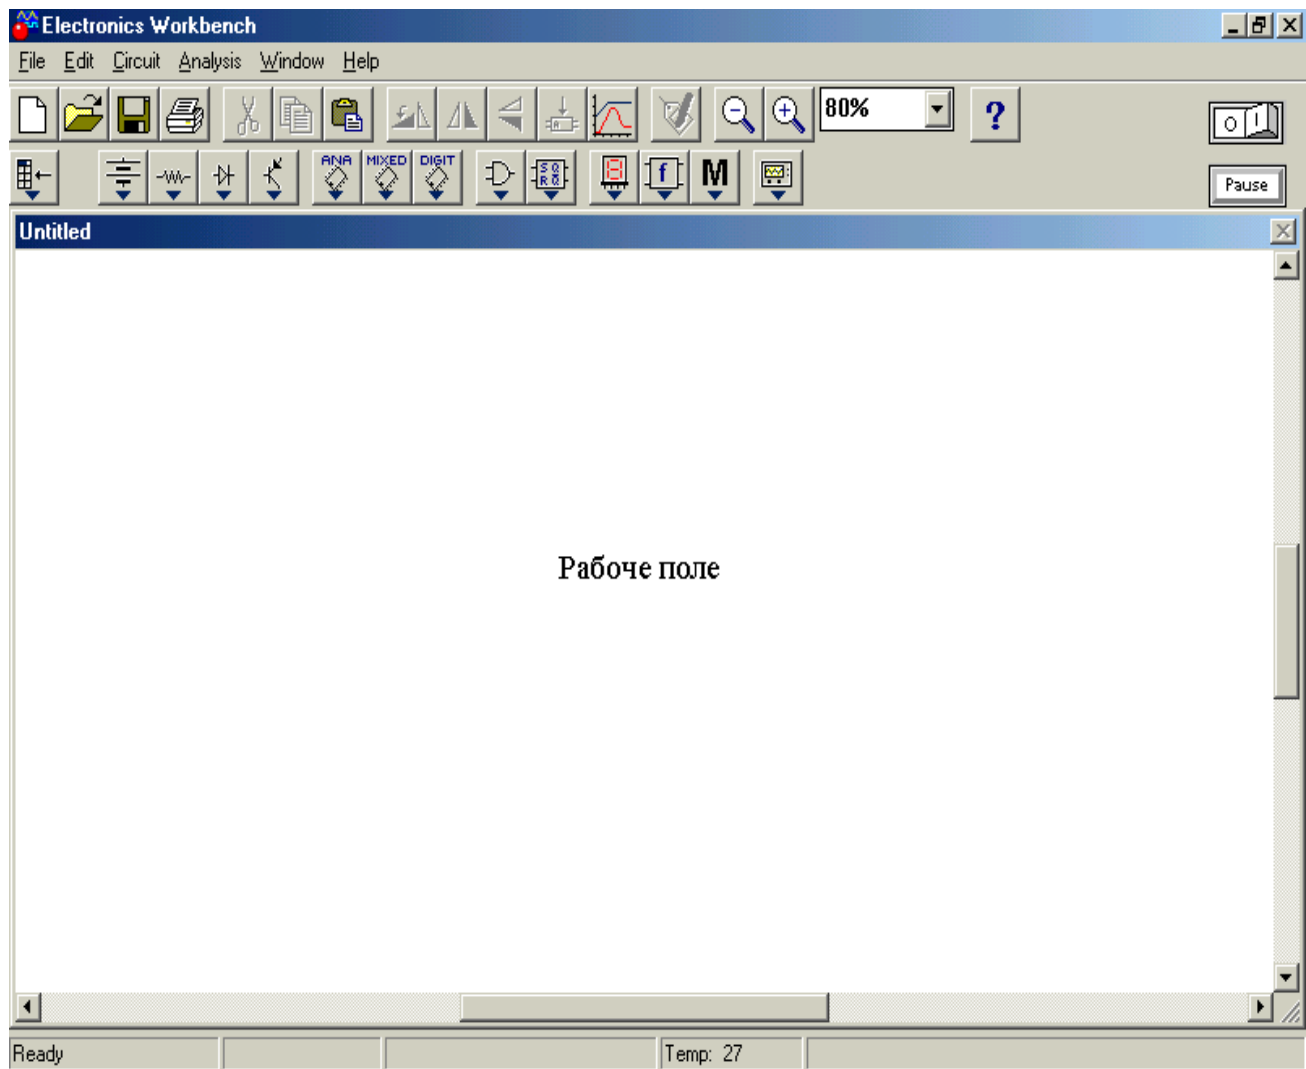 Electronics Workbench
File Edit Circuit Analysis Window Help
80% ?
ANA MIXED DIGIT f M
Pause
Untitled
Рабоче поле
Ready Temp: 27